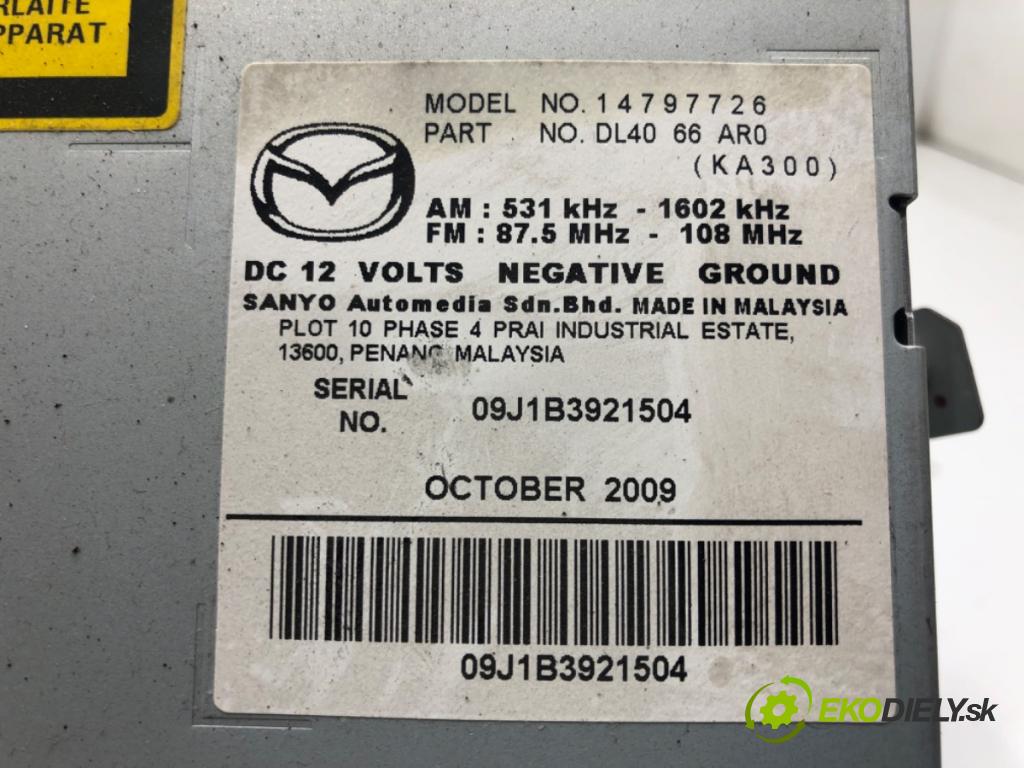 APPARAT
MODEL NO. 14797726
PART NO. DL40 66 AR0
(KA300)
AM : 531 kHz - 1602 kHz
FM : 87.5 MHz - 108 MHz
DC 12 VOLTS NEGATIVE GROUND
SANYO Automedia Sdn.Bhd. MADE IN MALAYSIA
PLOT 10 PHASE 4 PRAI INDUSTRIAL ESTATE,
13600, PENANG MALAYSIA
SERIAL
NO.
09J1B3921504
OCTOBER 2009
09J1B3921504
EKODIELY.sk